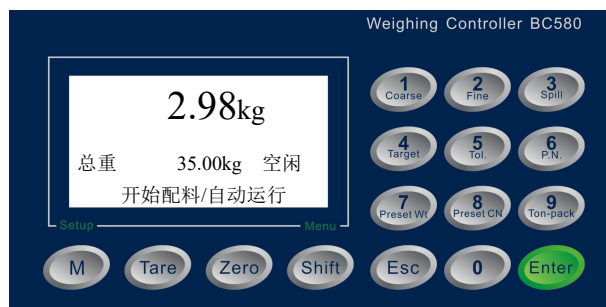 Weighing Controller BC580
2.98kg
总重 35.00kg 空闲
开始配料/自动运行
Setup Menu
1 2 3
Coarse Fine Spill
4 5 6
Target Tol. P.N.
7 8 9
Preset Wt Preset CN Ton-pack
M Tare Zero Shift Esc 0 Enter